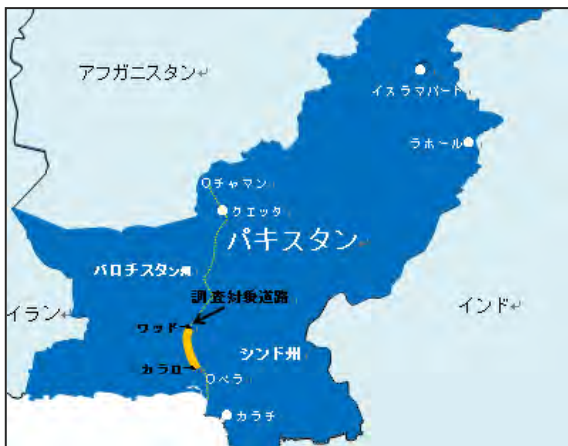 アフガニスタン
イスラマバード
ラホール
チャマン
クエッタ
パキスタン
バロチスタン州
調査対象道路
インド
イラン
ワッド
シンド州
カラロ
ベラ
カラチ